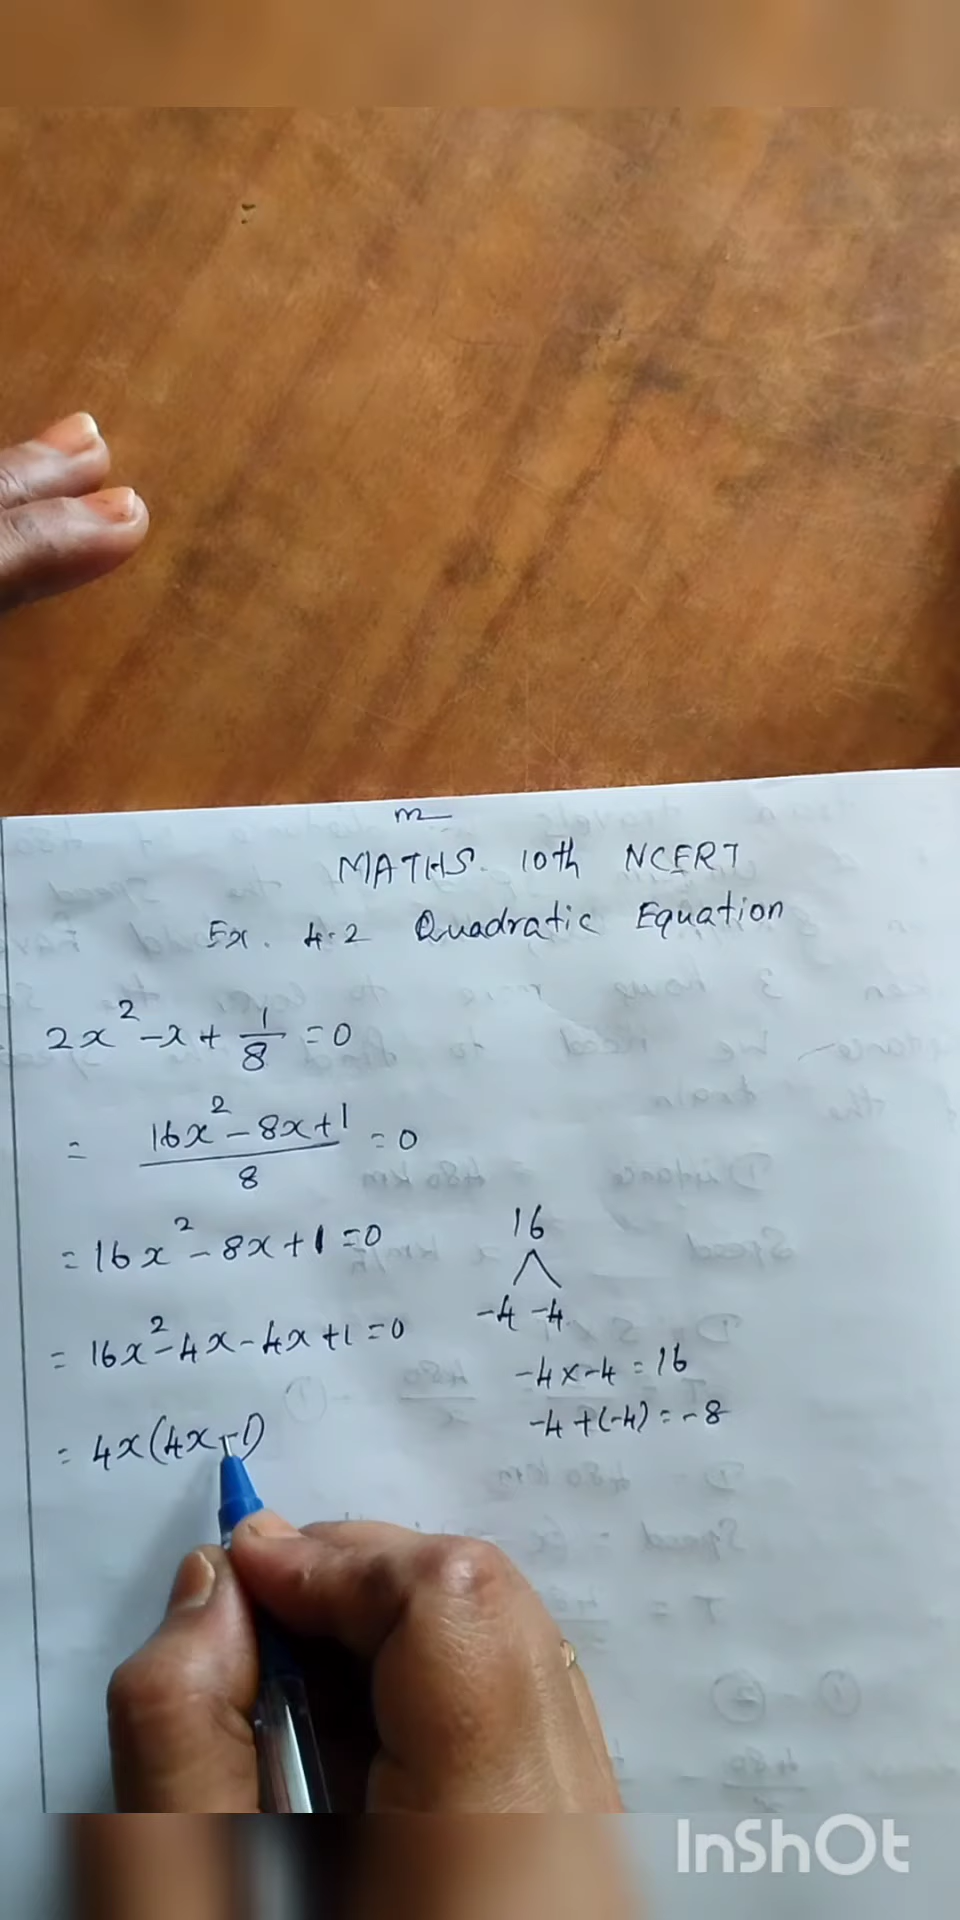 MATHS. 10th NCERT
Ex. 4.2 Quadratic Equation
2x² - x + 1/8 = 0
= 16x² - 8x + 1 / 8 = 0
= 16x² - 8x + 1 = 0
16
-4 -4
= 16x² - 4x - 4x + 1 = 0
-4 x -4 = 16
-4 + (-4) = -8
= 4x(4x - 1)
InShOt